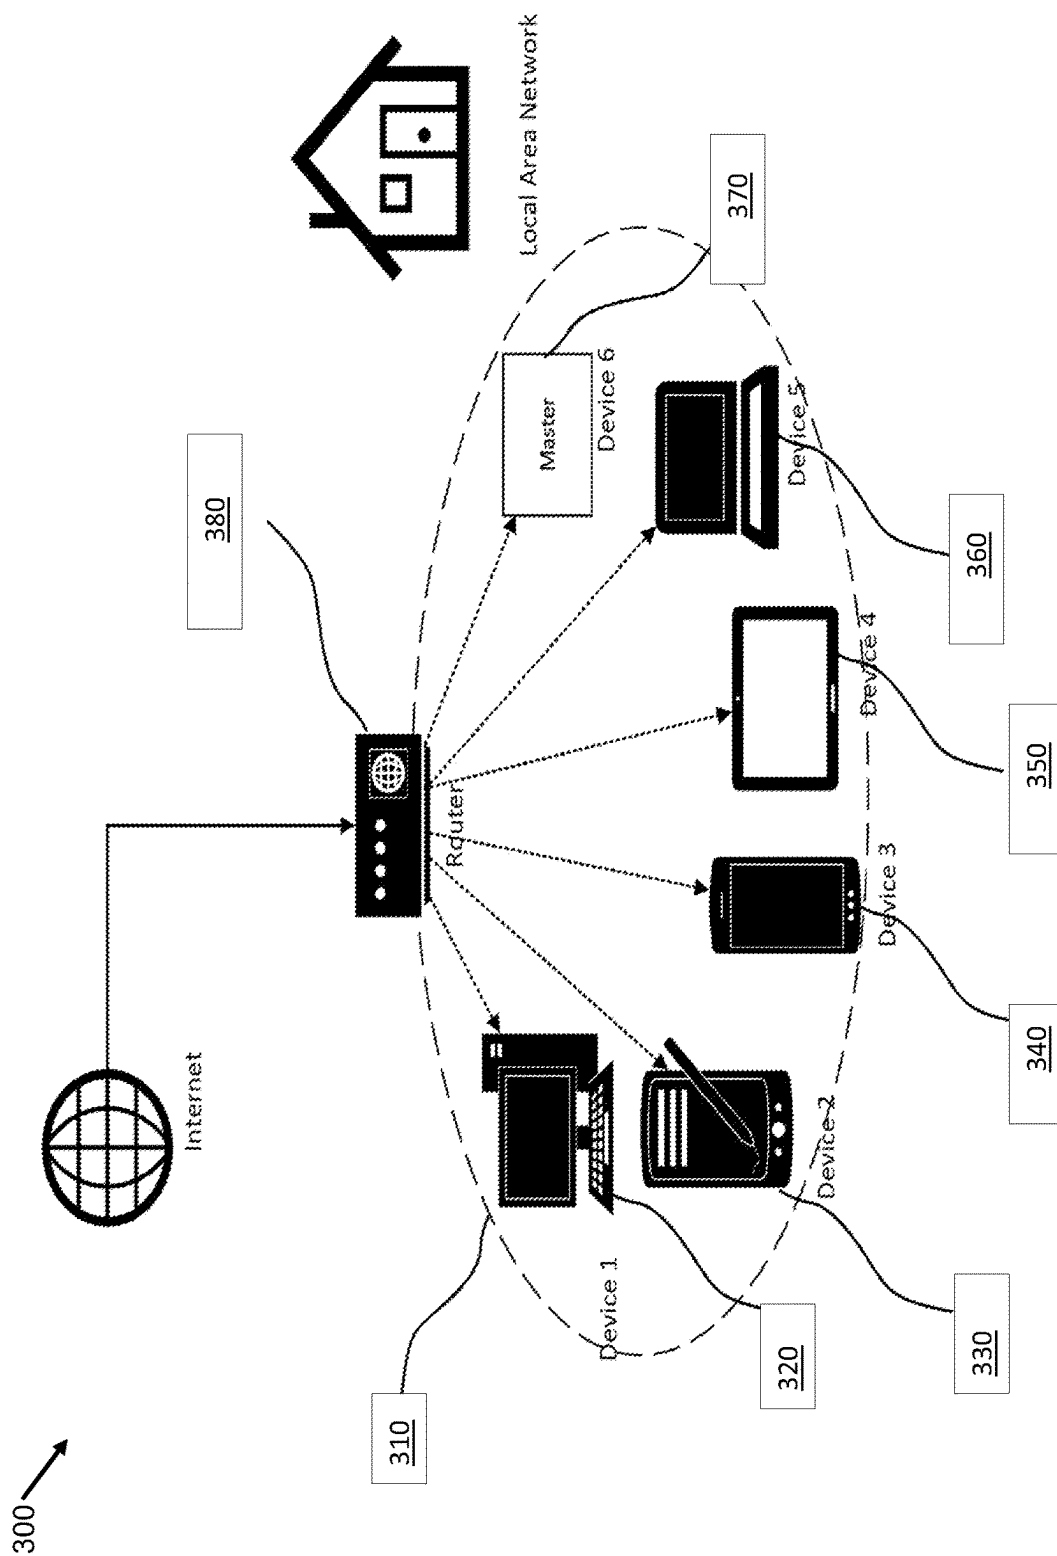 300
Internet
380
Local Area Network
Router
Master
Device 6
370
310
Device 1
320
Device 2
330
Device 3
340
Device 4
350
Device 5
360